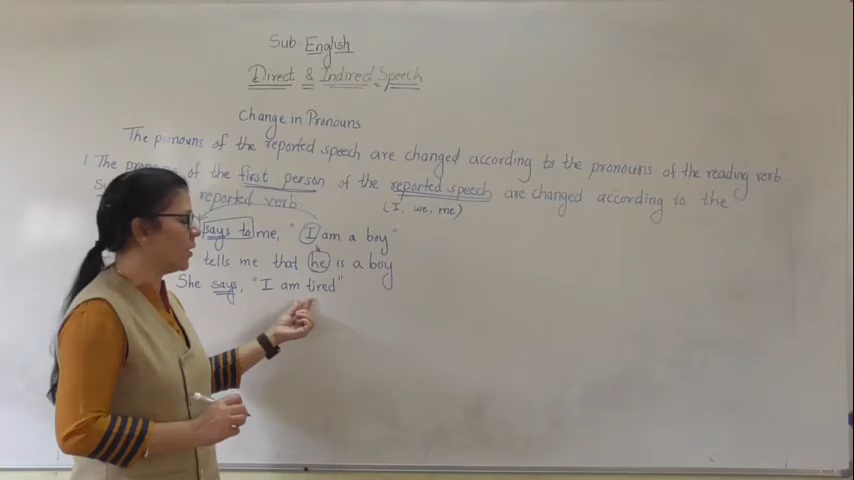 Sub- English
Direct & Indirect Speech
Change in Pronouns
The pronouns of the reported speech are changed according to the pronouns of the reading verb
1 The pronouns of the first person of the reported speech are changed according to the
reported verb (I, we, me)
says to me, "I am a boy"
tells me that he is a boy
She says, "I am tired"